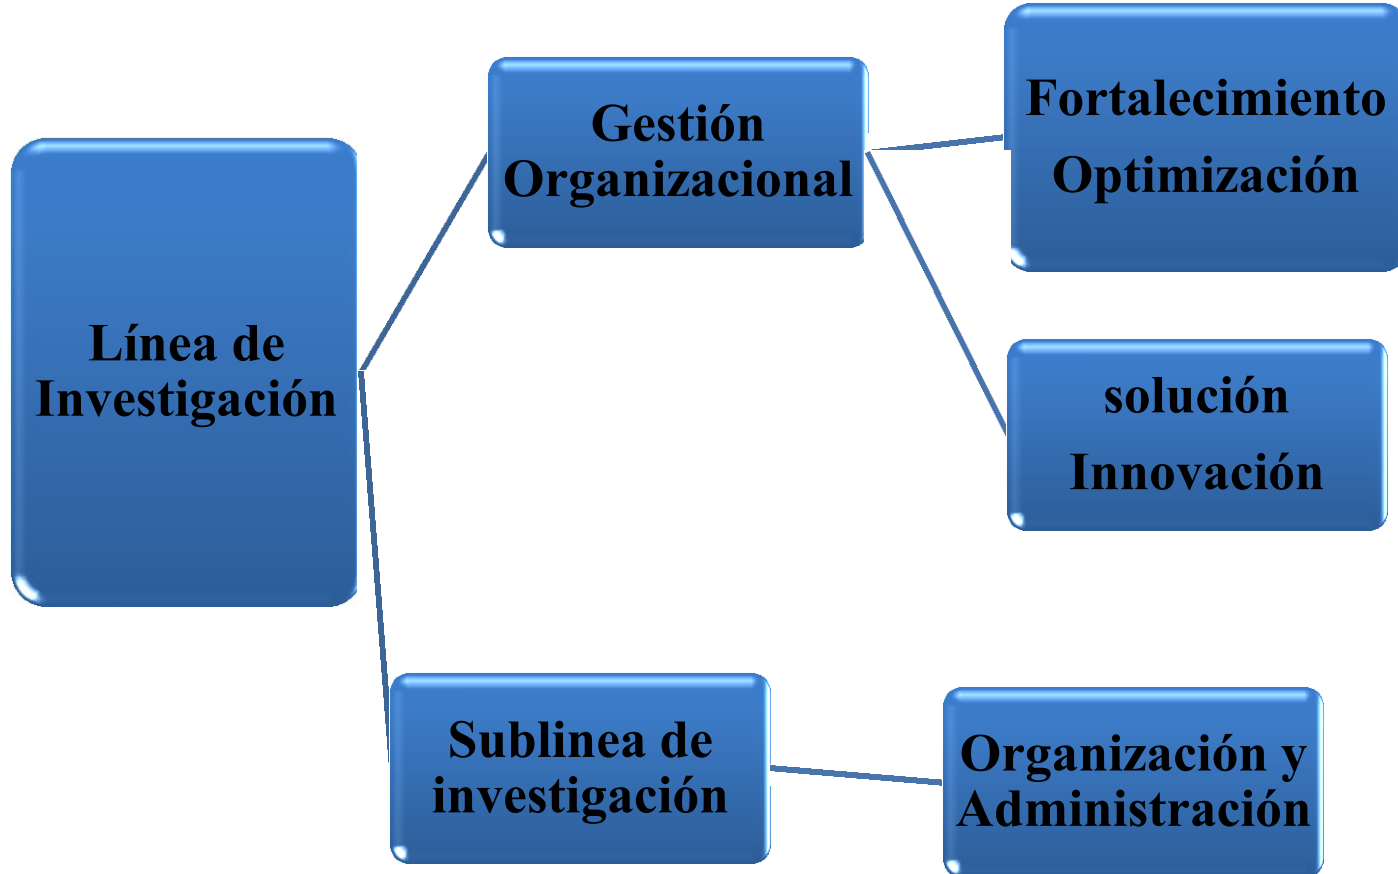 Línea de
Investigación
Gestión
Organizacional
Fortalecimiento
Optimización
solución
Innovación
Sublinea de
investigación
Organización y
Administración